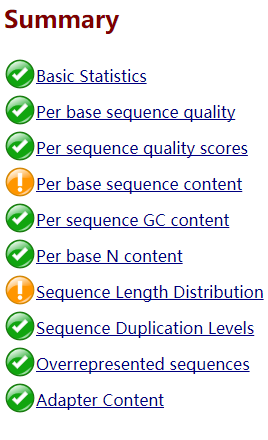 Summary
Basic Statistics
Per base sequence quality
Per sequence quality scores
Per base sequence content
Per sequence GC content
Per base N content
Sequence Length Distribution
Sequence Duplication Levels
Overrepresented sequences
Adapter Content